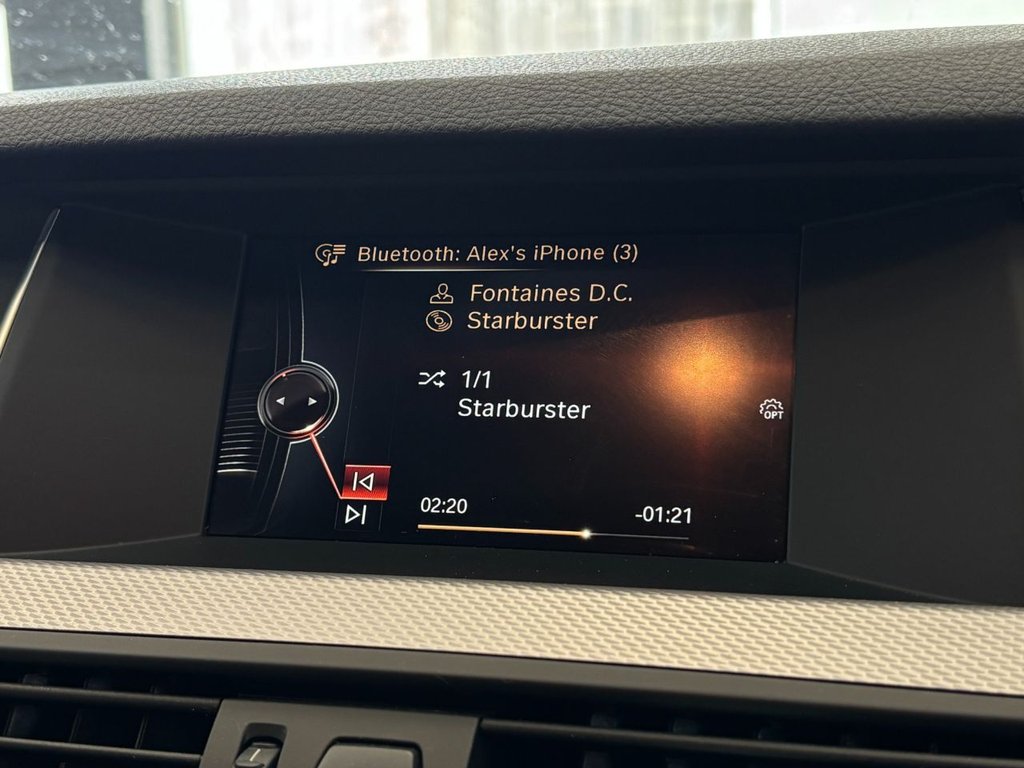 Bluetooth: Alex's iPhone (3)
Fontaines D.C.
Starburster
1/1
Starburster
OPT
02:20 -01:21